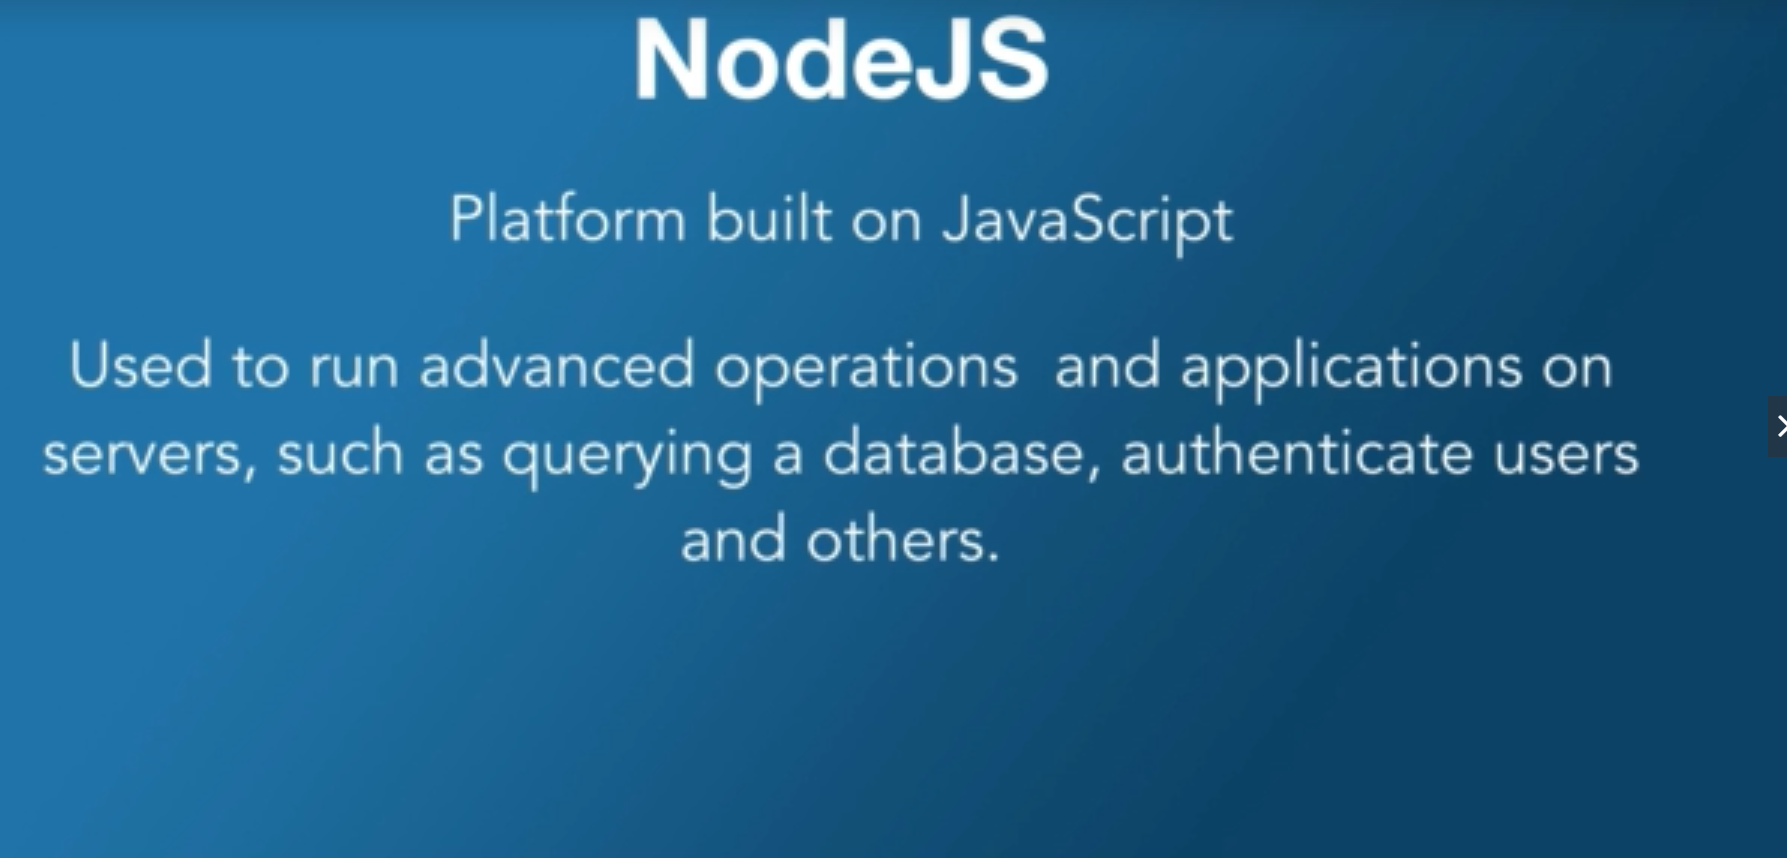 NodeJS
Platform built on JavaScript
Used to run advanced operations  and applications on
servers, such as querying a database, authenticate users
and others.